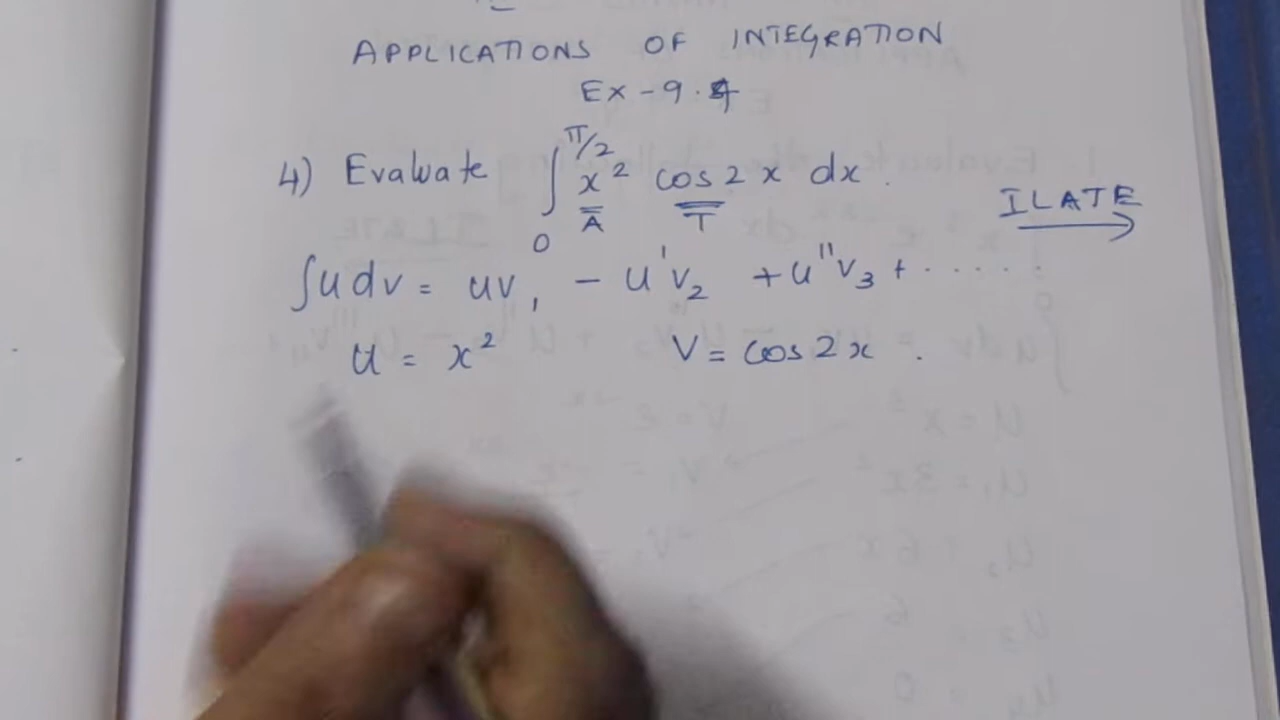 APPLICATIONS OF INTEGRATION
Ex - 9.4
4) Evaluate ∫₀^(π/2) x² cos 2x dx. ILATE
A T
∫u dv = uv₁ - u'v₂ + u''v₃ + ......
u = x² V = cos 2x .